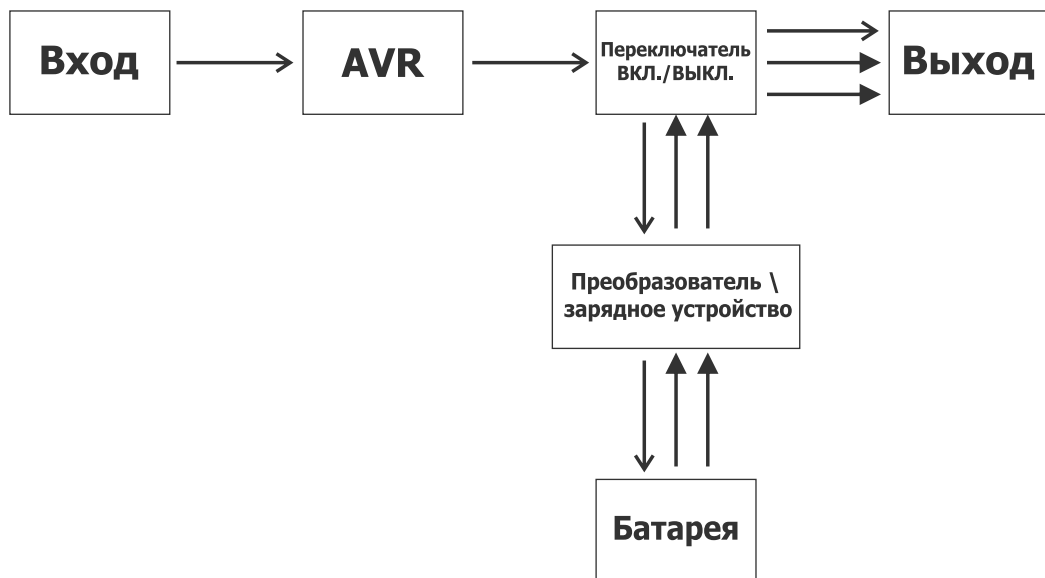 Вход
AVR
Переключатель
ВКЛ./ВЫКЛ.
Выход
Преобразователь \
зарядное устройство
Батарея